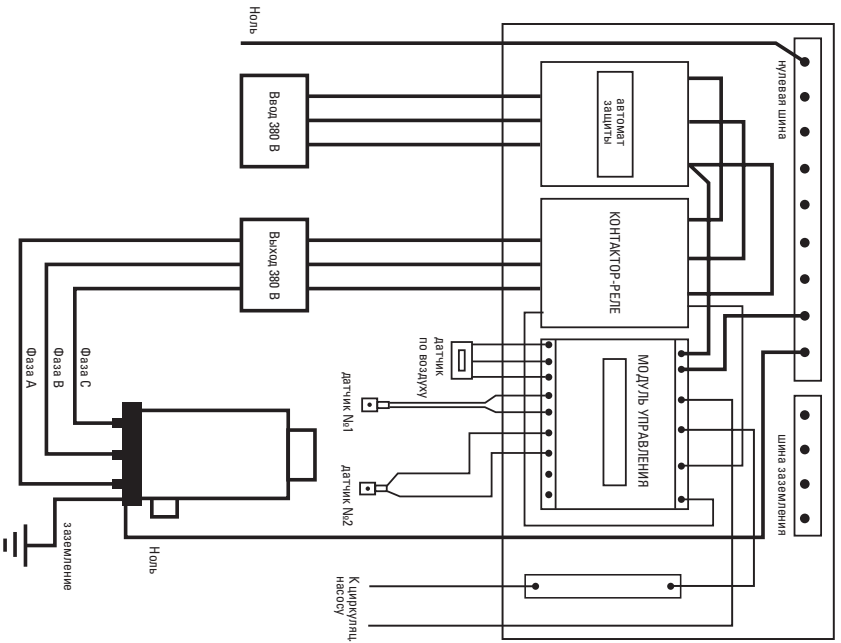 Ноль
нулевая шина
шина заземления
автомат
защиты
КОНТАКТОР-РЕЛЕ
МОДУЛЬ УПРАВЛЕНИЯ
Ввод 380 В
Выход 380 В
датчик
по воздуху
датчик №1
датчик №2
Фаза С
Фаза В
Фаза А
заземление
Ноль
К циркуляц.
насосу